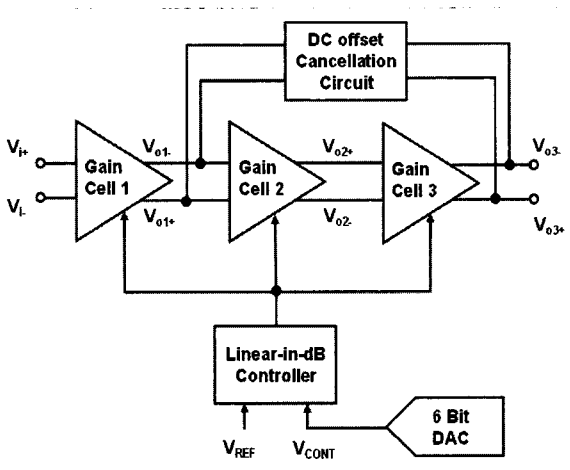 DC offset
Cancellation
Circuit
Vi+
Vi-
Gain
Cell 1
Vo1-
Vo1+
Gain
Cell 2
Vo2+
Vo2-
Gain
Cell 3
Vo3-
Vo3+
Linear-in-dB
Controller
VREF
VCONT
6 Bit
DAC